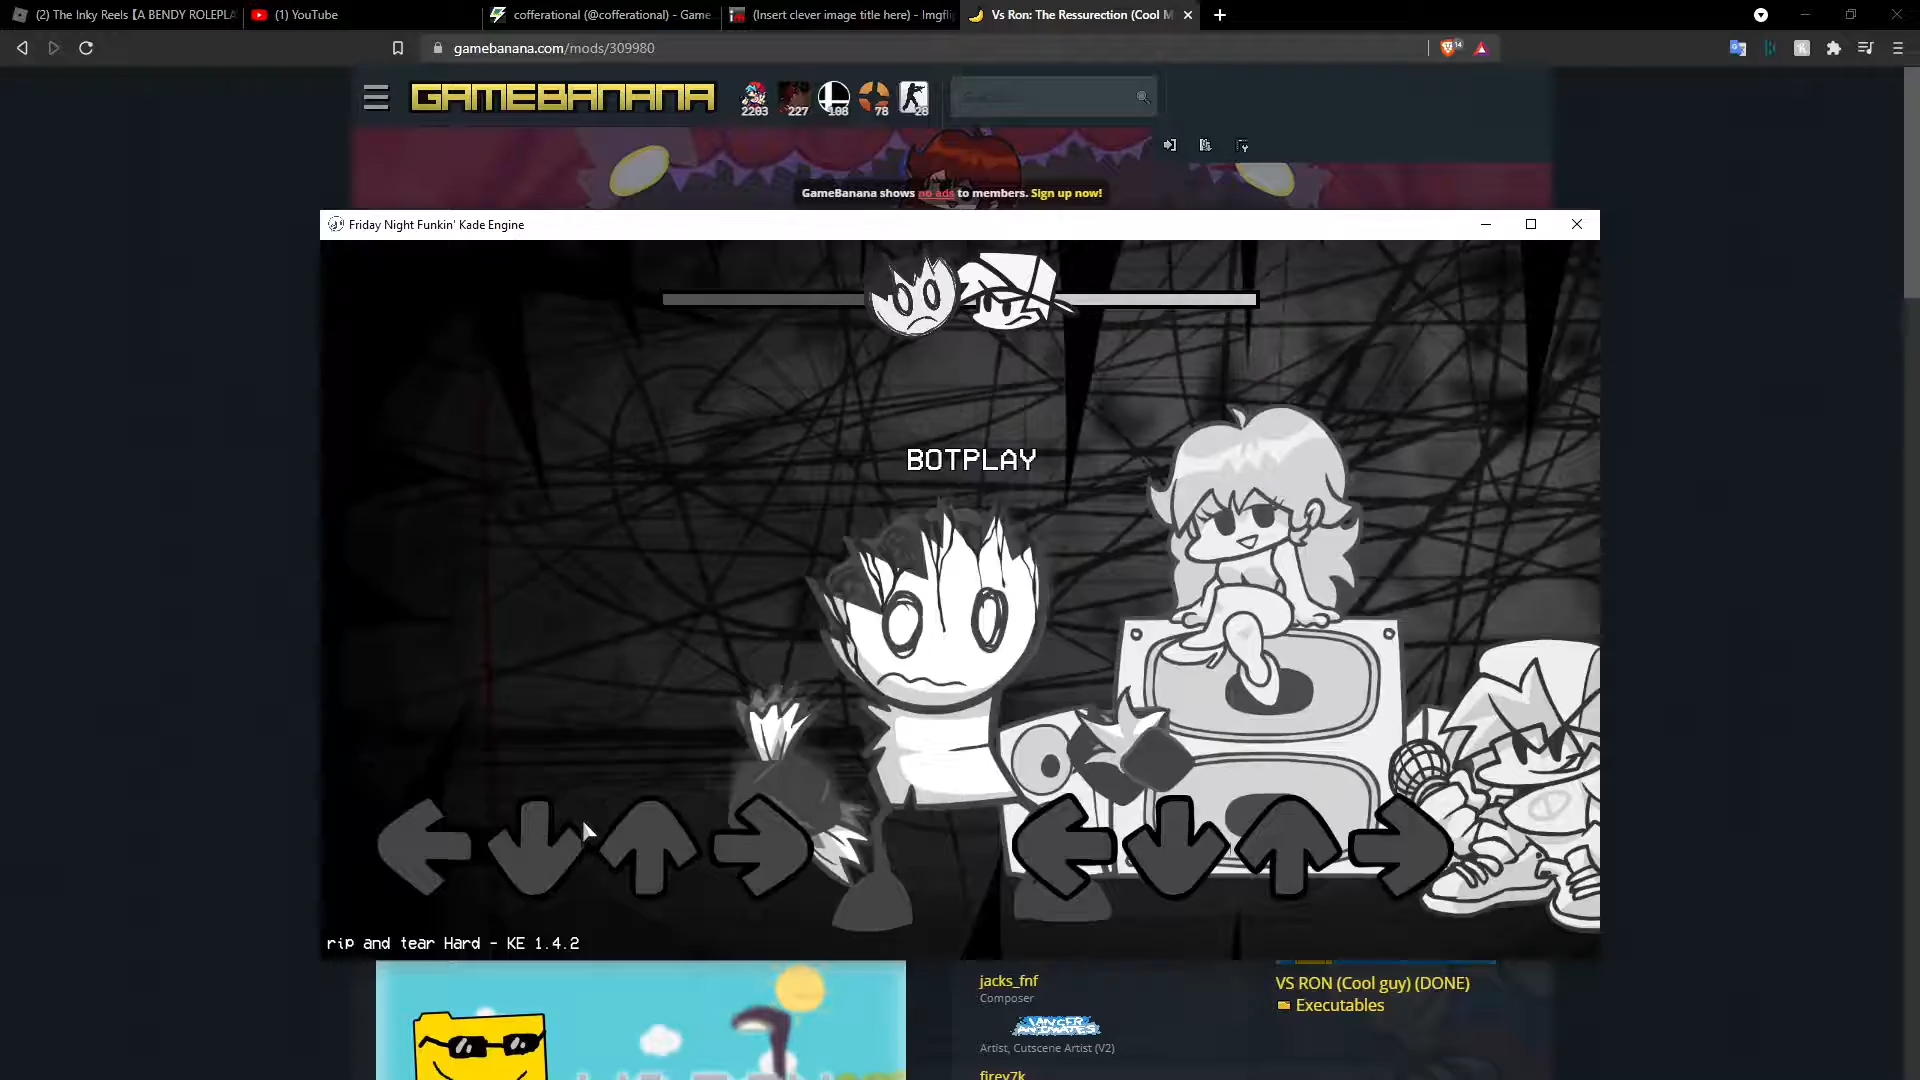 (2) The Inky Reels【A BENDY ROLEPLA
(1) YouTube
cofferational (@cofferational) - Game
(Insert clever image title here) - Imgfli
Vs Ron: The Ressurection (Cool M
gamebanana.com/mods/309980
14
GAMEBANANA
2203
227
108
78
28
GameBanana shows no ads to members. Sign up now!
Friday Night Funkin' Kade Engine
BOTPLAY
rip and tear Hard - KE 1.4.2
jacks_fnf
Composer
Artist, Cutscene Artist (V2)
firey7k
VS RON (Cool guy) (DONE)
Executables